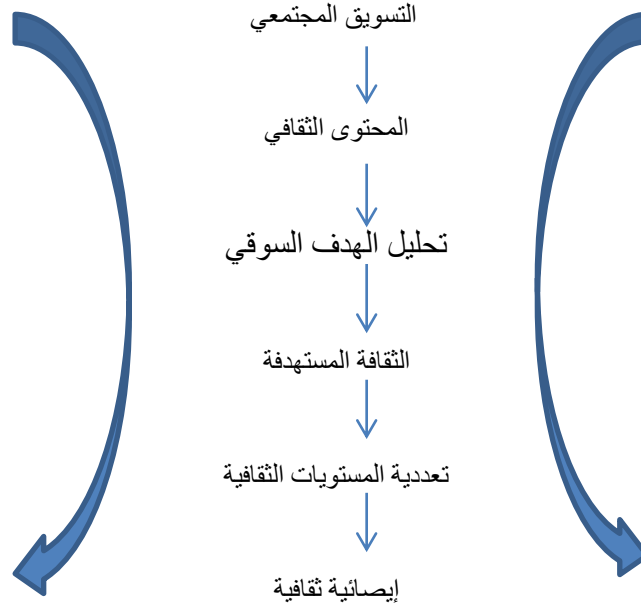 التسويق المجتمعي
المحتوى الثقافي
تحليل الهدف السوقي
الثقافة المستهدفة
تعددية المستويات الثقافية
إيصائية ثقافية